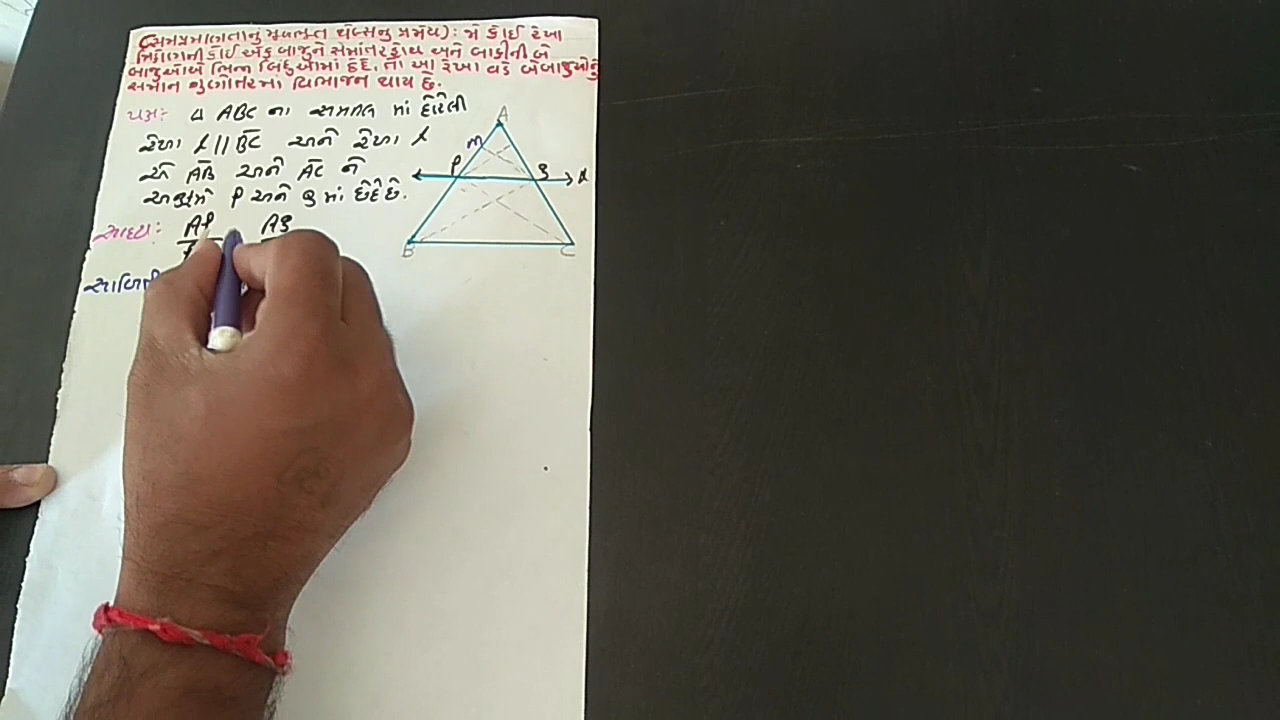 (સમપ્રમાણતાનું મૂળભૂત થેલ્સનુ પ્રમેય): જો કોઈ રેખા
ત્રિકોણની કોઈ એક બાજુને સમાંતર હોય અને બાકીની બે
બાજુઓને ભિન્ન બિંદુઓમાં છેદે, તો આ રેખા વડે બે બાજુઓનું
સમાન ગુણોત્તરમાં વિભાજન થાય છે.
પક્ષ: △ ABC ના સમતલ માં દોરેલી
રેખા l || BC અને રેખા l
એ AB અને AC ને
અનુક્રમે P અને Q માં છેદે છે.
સાધ્ય: AP AQ
સાબિતી
A
M
P Q l
B C